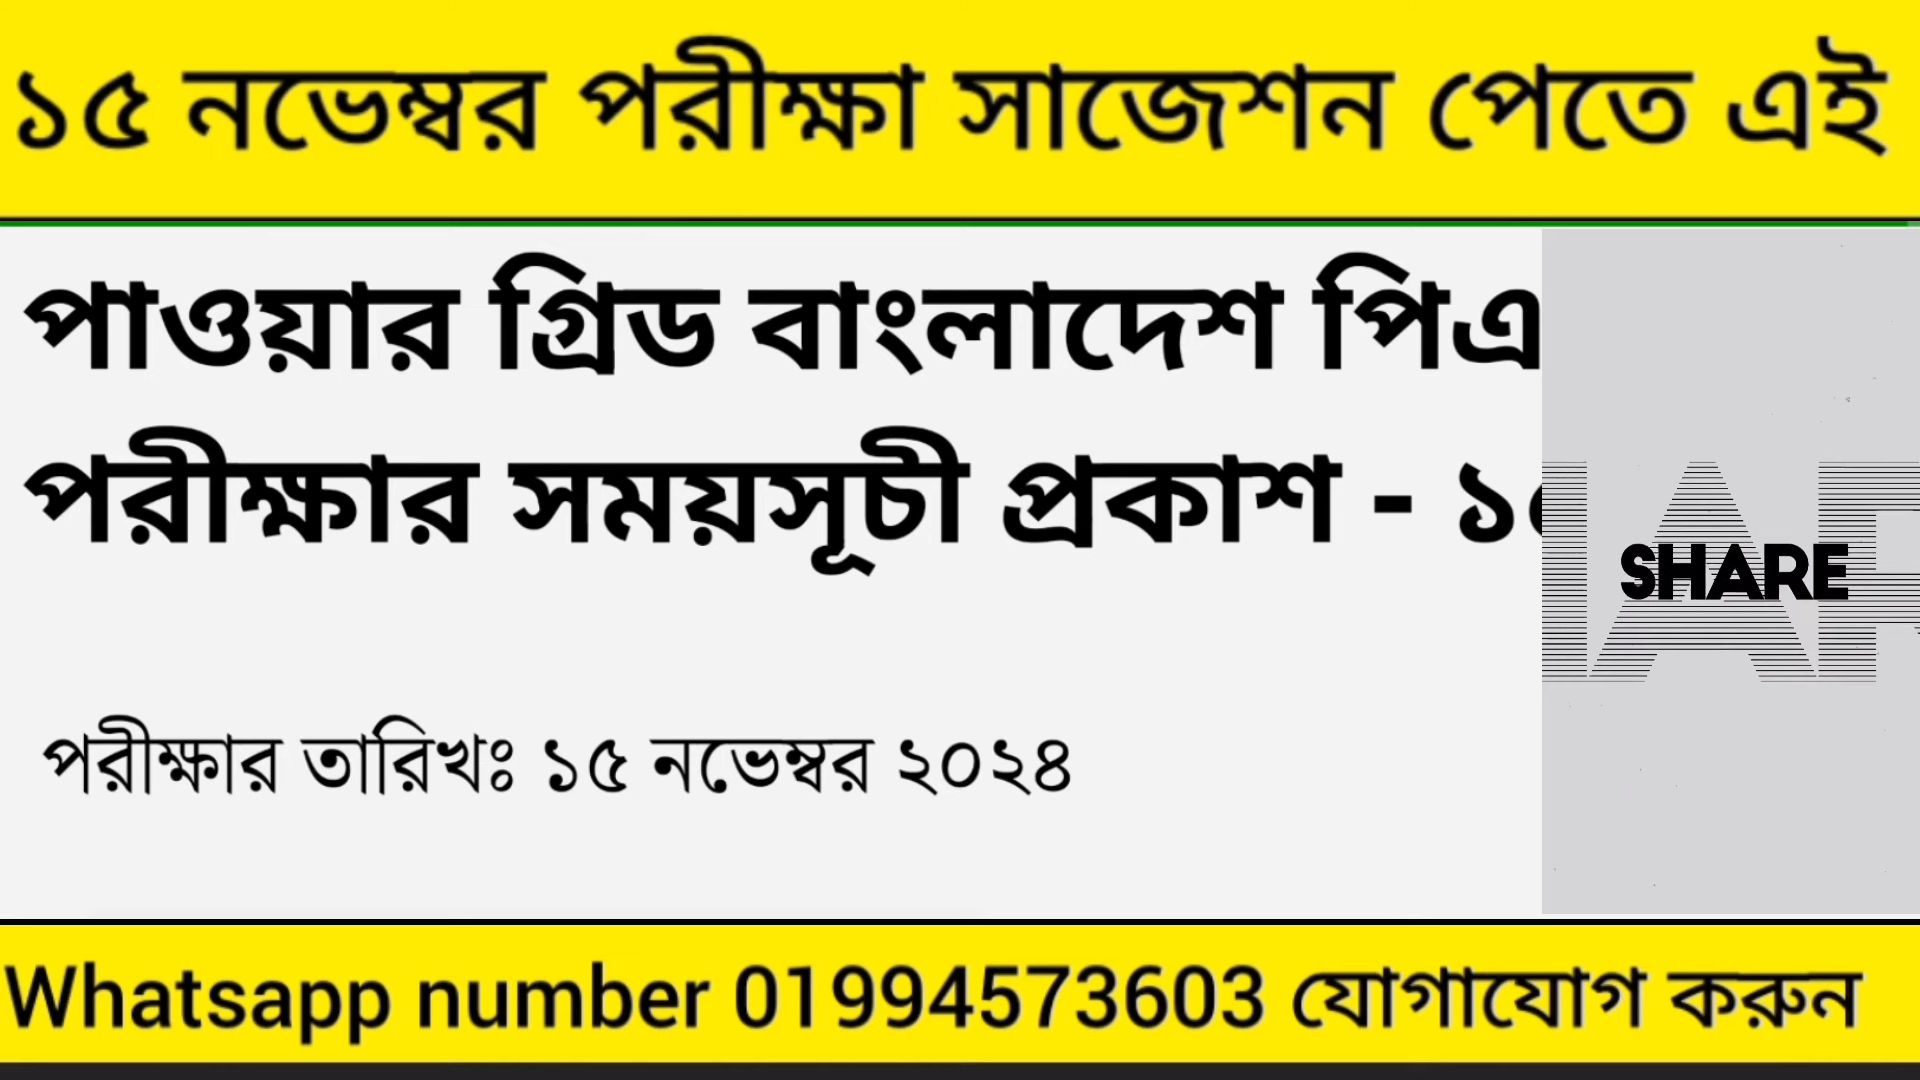 ১৫ নভেম্বর পরীক্ষা সাজেশন পেতে এই
পাওয়ার গ্রিড বাংলাদেশ পিএ
পরীক্ষার সময়সূচী প্রকাশ - ১৫
SHARE
পরীক্ষার তারিখঃ ১৫ নভেম্বর ২০২৪
Whatsapp number 01994573603 যোগাযোগ করুন